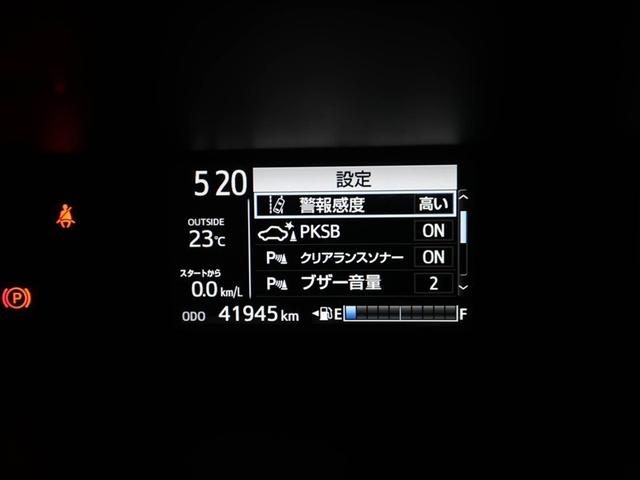 5 20
設定
警報感度 高い
OUTSIDE
23℃
PKSB ON
クリアランスソナー ON
スタートから
0.0 km/L
ブザー音量 2
ODO 41945 km
E F
P